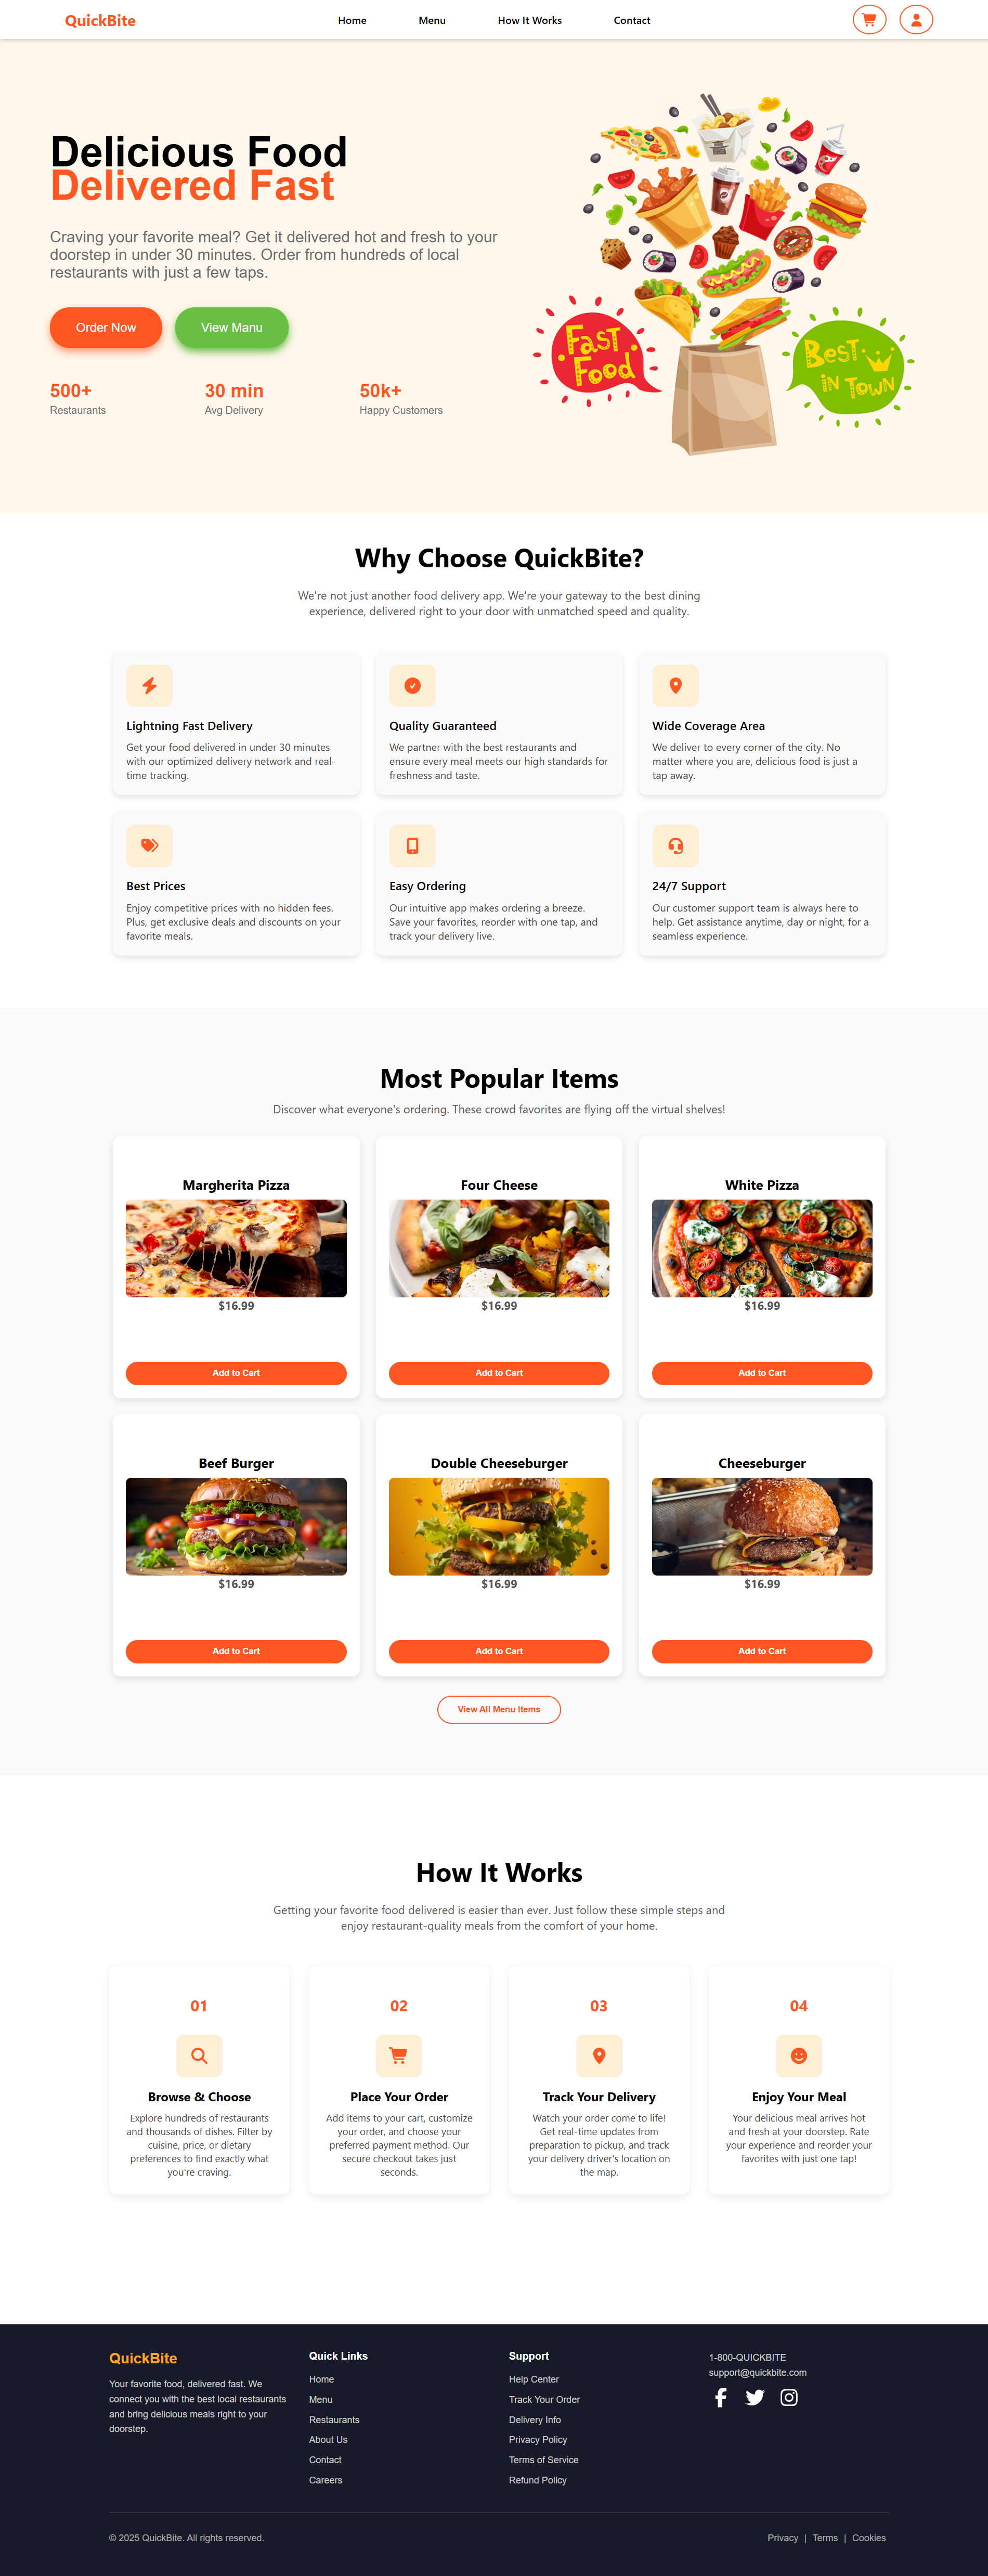 QuickBite
Home
Menu
How It Works
Contact
Delicious Food
Delivered Fast
Craving your favorite meal? Get it delivered hot and fresh to your
doorstep in under 30 minutes. Order from hundreds of local
restaurants with just a few taps.
Order Now
View Manu
500+
Restaurants
30 min
Avg Delivery
50k+
Happy Customers
FAST
FOOD
BEST
IN TOWN
Why Choose QuickBite?
We're not just another food delivery app. We're your gateway to the best dining
experience, delivered right to your door with unmatched speed and quality.
Lightning Fast Delivery
Get your food delivered in under 30 minutes
with our optimized delivery network and real-
time tracking.
Quality Guaranteed
We partner with the best restaurants and
ensure every meal meets our high standards for
freshness and taste.
Wide Coverage Area
We deliver to every corner of the city. No
matter where you are, delicious food is just a
tap away.
Best Prices
Enjoy competitive prices with no hidden fees.
Plus, get exclusive deals and discounts on your
favorite meals.
Easy Ordering
Our intuitive app makes ordering a breeze.
Save your favorites, reorder with one tap, and
track your delivery live.
24/7 Support
Our customer support team is always here to
help. Get assistance anytime, day or night, for a
seamless experience.
Most Popular Items
Discover what everyone's ordering. These crowd favorites are flying off the virtual shelves!
Margherita Pizza
$16.99
Add to Cart
Four Cheese
$16.99
Add to Cart
White Pizza
$16.99
Add to Cart
Beef Burger
$16.99
Add to Cart
Double Cheeseburger
$16.99
Add to Cart
Cheeseburger
$16.99
Add to Cart
View All Menu Items
How It Works
Getting your favorite food delivered is easier than ever. Just follow these simple steps and
enjoy restaurant-quality meals from the comfort of your home.
01
Browse & Choose
Explore hundreds of restaurants
and thousands of dishes. Filter by
cuisine, price, or dietary
preferences to find exactly what
you're craving.
02
Place Your Order
Add items to your cart, customize
your order, and choose your
preferred payment method. Our
secure checkout takes just
seconds.
03
Track Your Delivery
Watch your order come to life!
Get real-time updates from
preparation to pickup, and track
your delivery driver's location on
the map.
04
Enjoy Your Meal
Your delicious meal arrives hot
and fresh at your doorstep. Rate
your experience and reorder your
favorites with just one tap!
QuickBite
Your favorite food, delivered fast. We
connect you with the best local restaurants
and bring delicious meals right to your
doorstep.
Quick Links
Home
Menu
Restaurants
About Us
Contact
Careers
Support
Help Center
Track Your Order
Delivery Info
Privacy Policy
Terms of Service
Refund Policy
1-800-QUICKBITE
support@quickbite.com
© 2025 QuickBite. All rights reserved.
Privacy | Terms | Cookies